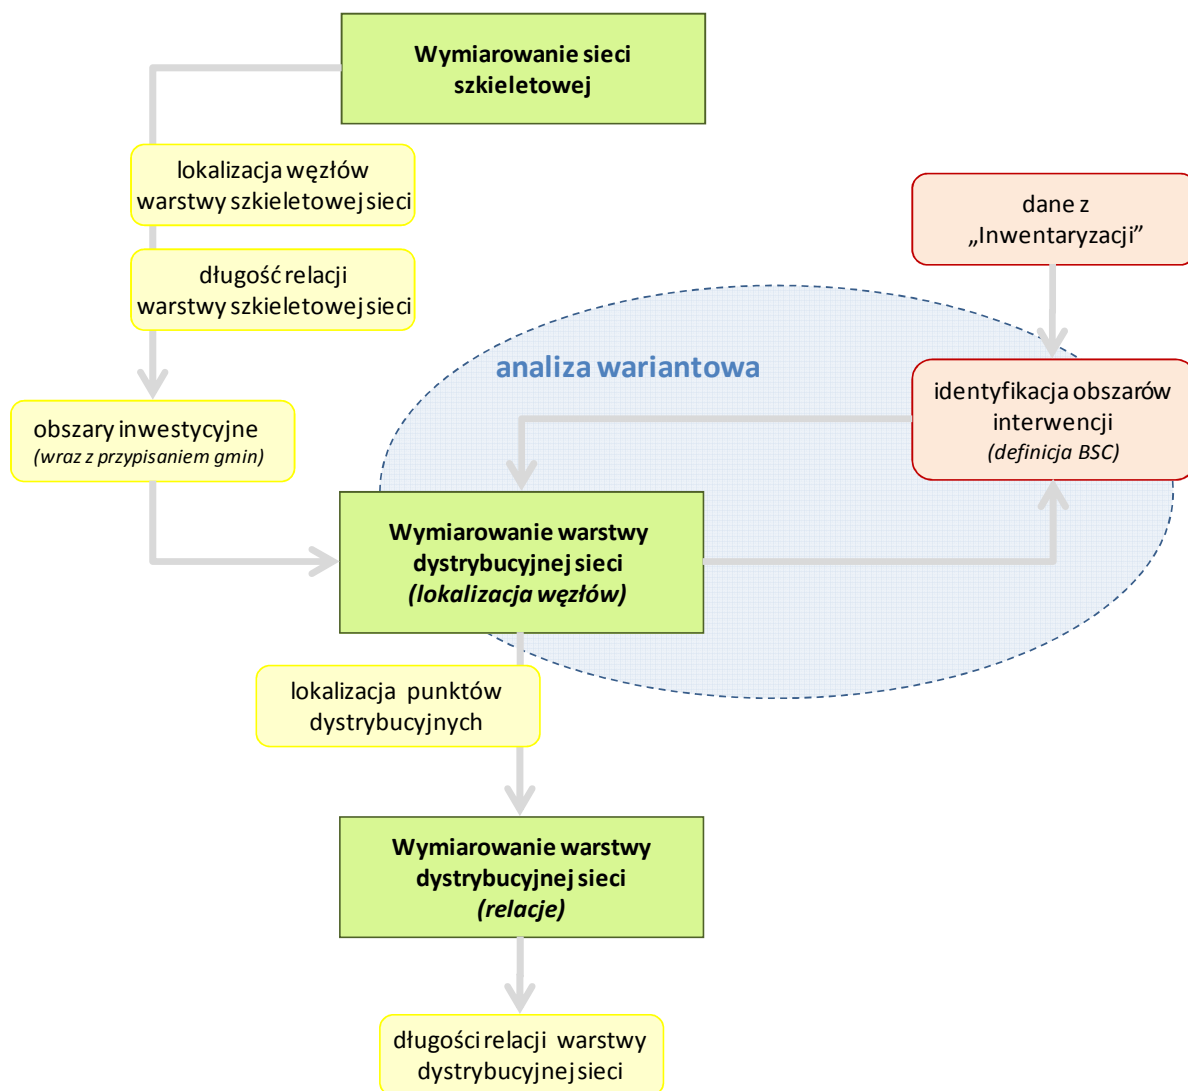 Wymiarowanie sieci
szkieletowej
lokalizacja węzłów
warstwy szkieletowej sieci
długość relacji
warstwy szkieletowej sieci
dane z
„Inwentaryzacji”
analiza wariantowa
identyfikacja obszarów
interwencji
(definicja BSC)
obszary inwestycyjne
(wraz z przypisaniem gmin)
Wymiarowanie warstwy
dystrybucyjnej sieci
(lokalizacja węzłów)
lokalizacja punktów
dystrybucyjnych
Wymiarowanie warstwy
dystrybucyjnej sieci
(relacje)
długości relacji warstwy
dystrybucyjnej sieci